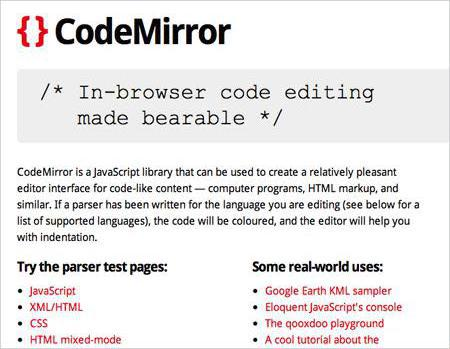 {} CodeMirror
/* In-browser code editing
made bearable */
CodeMirror is a JavaScript library that can be used to create a relatively pleasant
editor interface for code-like content — computer programs, HTML markup, and
similar. If a parser has been written for the language you are editing (see below for a
list of supported languages), the code will be coloured, and the editor will help you
with indentation.
Try the parser test pages:
• JavaScript
• XML/HTML
• CSS
• HTML mixed-mode
Some real-world uses:
• Google Earth KML sampler
• Eloquent JavaScript's console
• The qooxdoo playground
• A cool tutorial about the